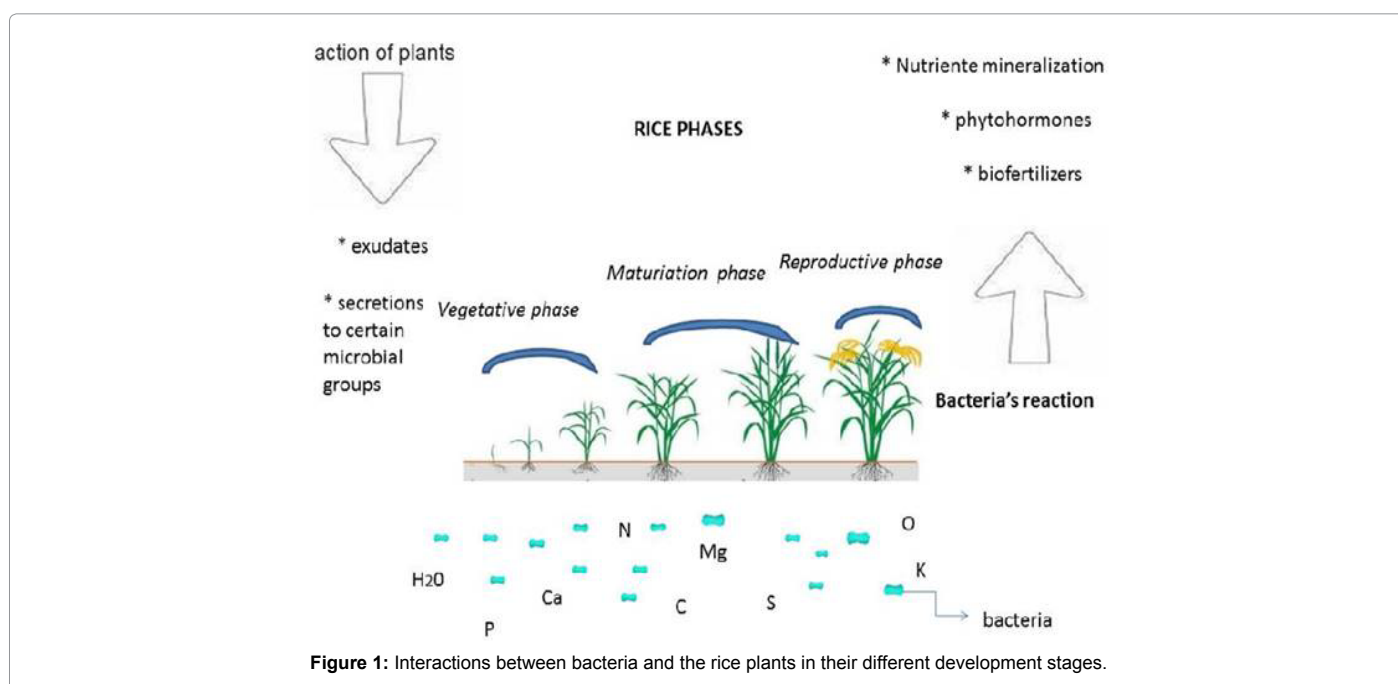 action of plants
* Nutriente mineralization
RICE PHASES
* phytohormones
* biofertilizers
* exudates
* secretions
to certain
microbial
groups
Vegetative phase
Maturiation phase
Reproductive phase
Bacteria's reaction
N
Mg
O
H2O
Ca
C
S
K
P
bacteria
Figure 1: Interactions between bacteria and the rice plants in their different development stages.